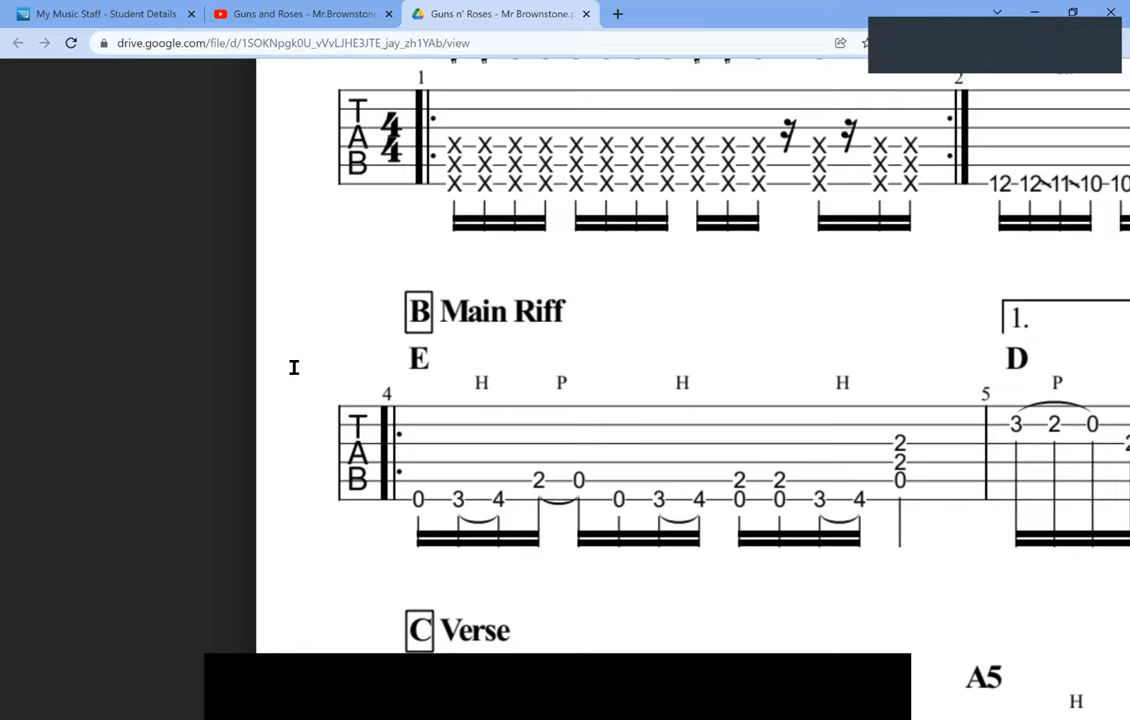 My Music Staff - Student Details
Guns and Roses - Mr.Brownstone
Guns n' Roses - Mr Brownstone.p
drive.google.com/file/d/1SOKNpgk0U_vVvLJHE3JTE_jay_zh1YAb/view
1
2
T
A
B
4
4
X X X X X X X X X X X X X X
X X X X X X X X X X X X X X
X X X X X X X X X X X X X X
12 12 11 10 10
B Main Riff
1.
E
D
H P H H P
4
5
T
A
B
3 2 0
2
2
2
2 0 2 2 0
0 3 4 0 3 4 0 0 3 4
C Verse
A5
H